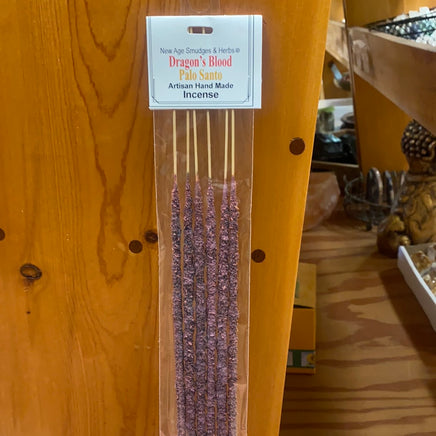 New Age Smudges & Herbs®
Dragon's Blood
Palo Santo
Artisan Hand Made
Incense